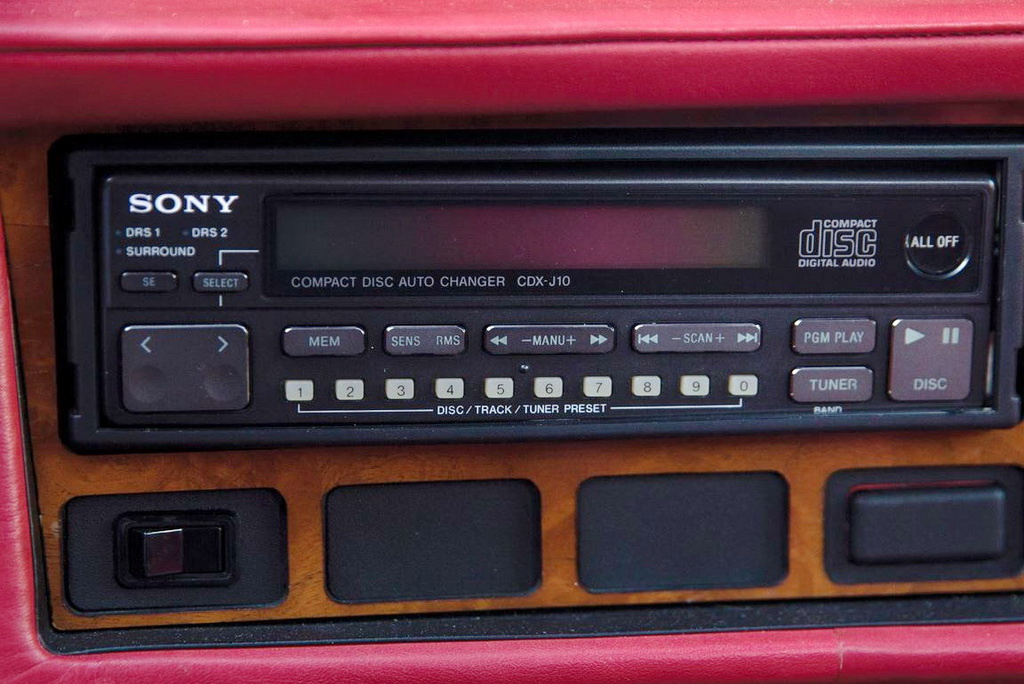 SONY
DRS 1 DRS 2
SURROUND
SE SELECT
COMPACT DISC AUTO CHANGER CDX-J10
COMPACT
disc
DIGITAL AUDIO
ALL OFF
MEM SENS RMS −MANU+ −SCAN+ PGM PLAY
1 2 3 4 5 6 7 8 9 0
DISC/TRACK/TUNER PRESET
TUNER
BAND
DISC